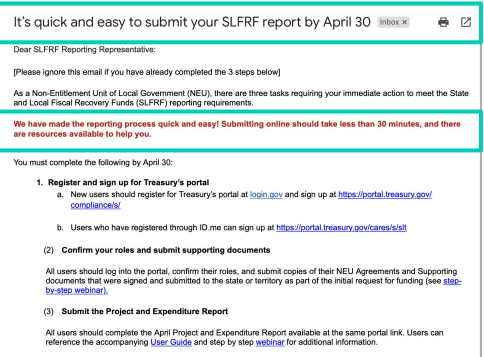 It's quick and easy to submit your SLFRF report by April 30 Inbox ×
Dear SLFRF Reporting Representative:
[Please ignore this email if you have already completed the 3 steps below]
As a Non-Entitlement Unit of Local Government (NEU), there are three tasks requiring your immediate action to meet the State
and Local Fiscal Recovery Funds (SLFRF) reporting requirements.
We have made the reporting process quick and easy! Submitting online should take less than 30 minutes, and there
are resources available to help you.
You must complete the following by April 30:
1. Register and sign up for Treasury's portal
a. New users should register for Treasury's portal at login.gov and sign up at https://portal.treasury.gov/
compliance/s/
b. Users who have registered through ID.me can sign up at https://portal.treasury.gov/cares/s/slt
(2) Confirm your roles and submit supporting documents
All users should log into the portal, confirm their roles, and submit copies of their NEU Agreements and Supporting
documents that were signed and submitted to the state or territory as part of the initial request for funding (see step-
by-step webinar).
(3) Submit the Project and Expenditure Report
All users should complete the April Project and Expenditure Report available at the same portal link. Users can
reference the accompanying User Guide and step by step webinar for additional information.